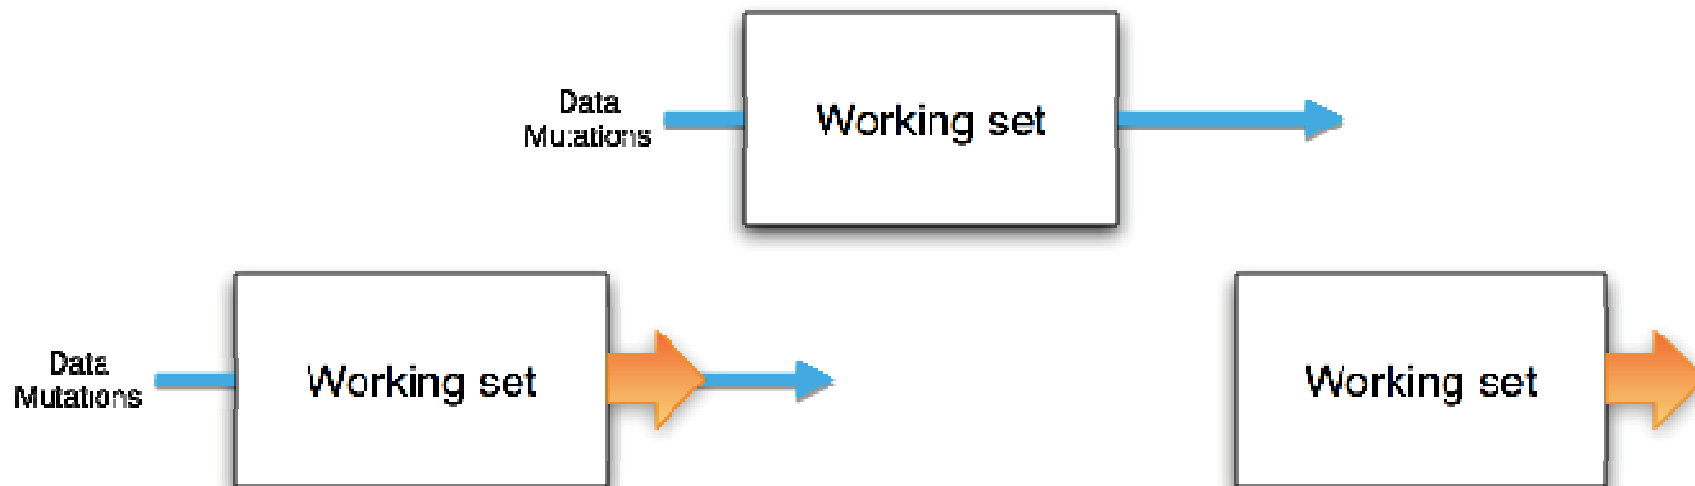 Data
Mutations
Working set
Data
Mutations
Working set
Working set